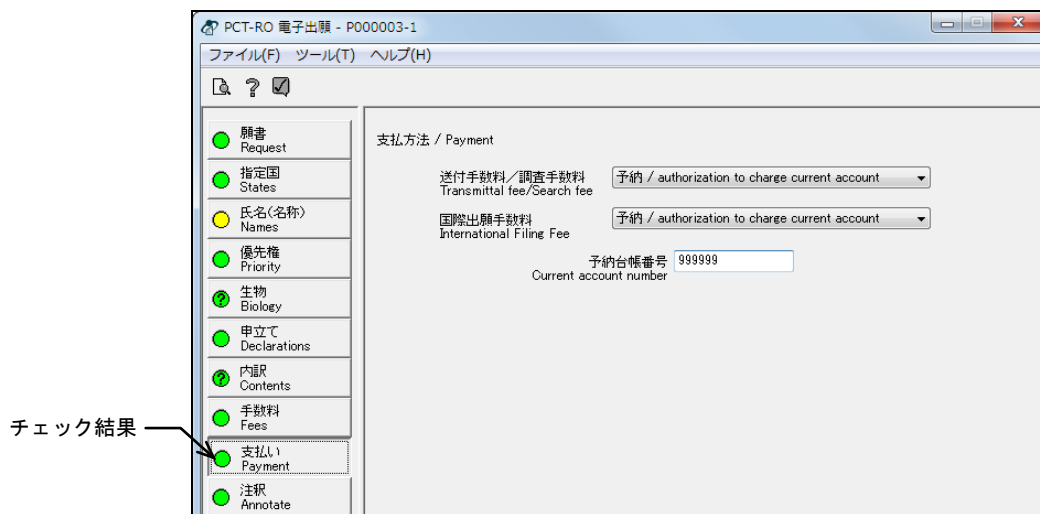 PCT-RO 電子出願 - P000003-1
ファイル(F) ツール(T) ヘルプ(H)
願書
Request
指定国
States
氏名(名称)
Names
優先権
Priority
生物
Biology
申立て
Declarations
内訳
Contents
手数料
Fees
支払い
Payment
注釈
Annotate
チェック結果
支払方法 / Payment
送付手数料／調査手数料
Transmittal fee/Search fee
予納 / authorization to charge current account
国際出願手数料
International Filing Fee
予納 / authorization to charge current account
予納台帳番号
Current account number
999999